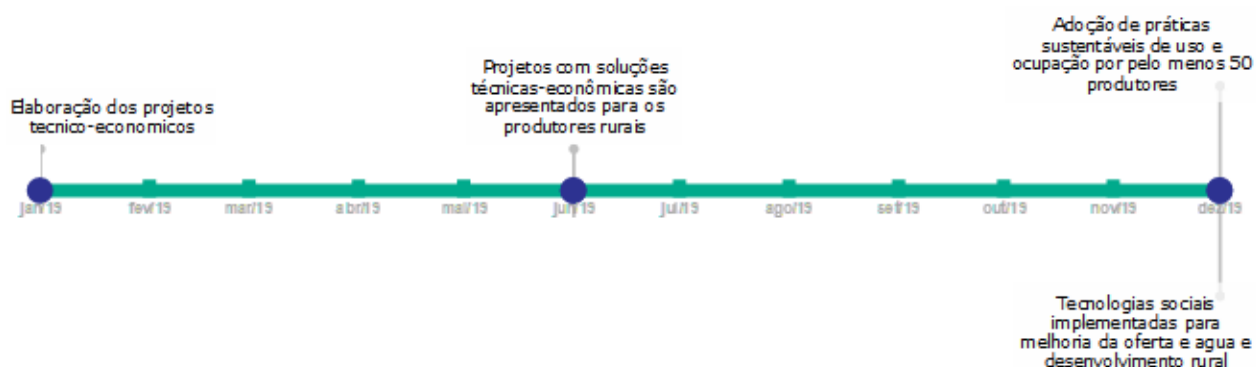 Adoção de práticas
sustentáveis de uso e
ocupação por pelo menos 50
produtores
Projetos com soluções
técnicas-econômicas são
apresentados para os
produtores rurais
Elaboração dos projetos
tecnico-economicos
jan/19
fev/19
mar/19
abr/19
mai/19
jun/19
jul/19
ago/19
set/19
out/19
nov/19
dez/19
Tecnologias sociais
implementadas para
melhoria da oferta e agua e
desenvolvimento rural